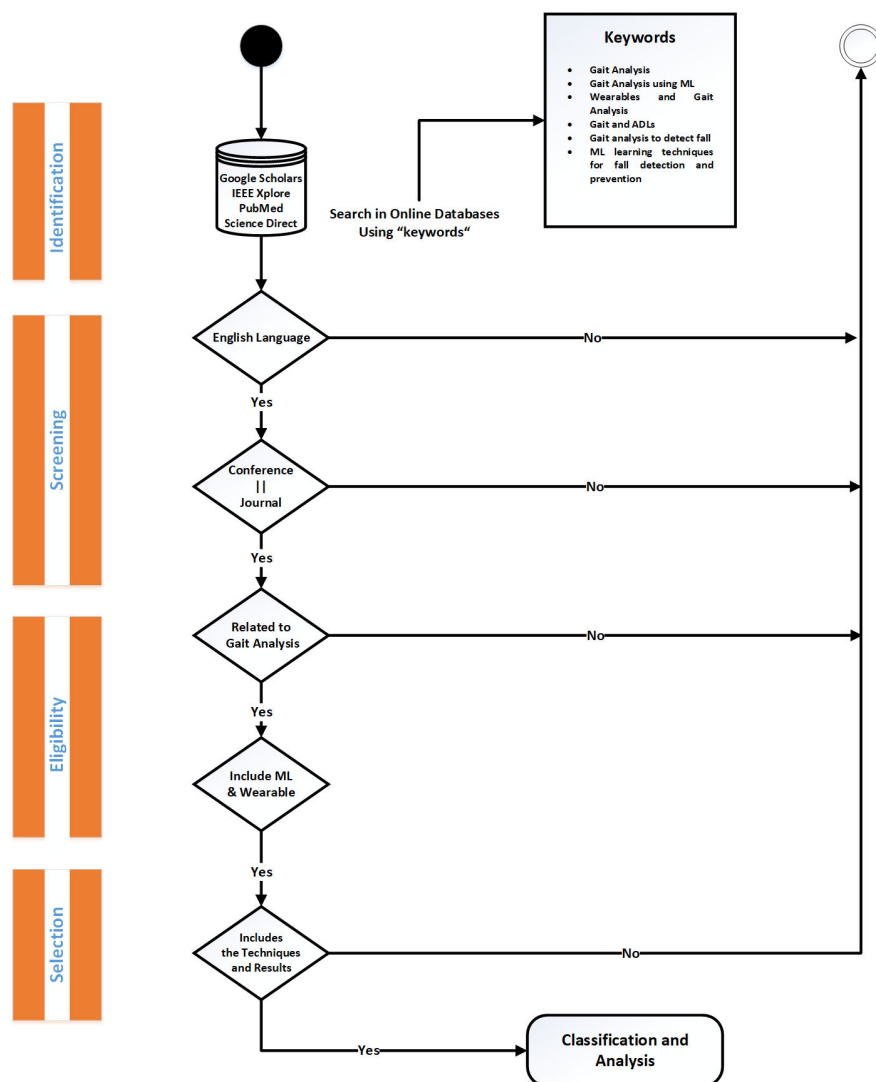 Keywords
• Gait Analysis
• Gait Analysis using ML
• Wearables and Gait
Analysis
• Gait and ADLs
• Gait analysis to detect fall
• ML learning techniques
for fall detection and
prevention
Identification
Google Scholars
IEEE Xplore
PubMed
Science Direct
Search in Online Databases
Using “keywords“
Screening
English Language
No
Yes
Conference
||
Journal
No
Yes
Eligibility
Related to
Gait Analysis
No
Yes
Include ML
& Wearable
Yes
Selection
Includes
the Techniques
and Results
No
Yes
Classification and
Analysis